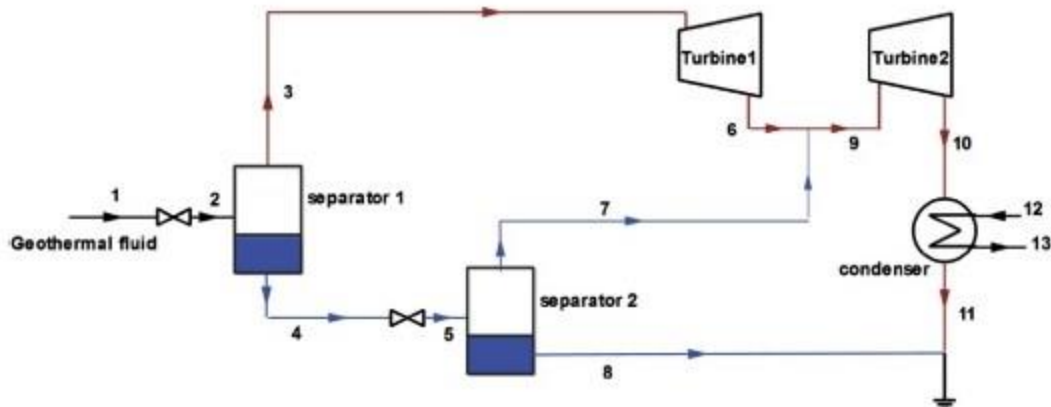 Turbine1
Turbine2
3
6
9
10
1
2
separator 1
Geothermal fluid
7
12
13
condenser
separator 2
4
5
11
8